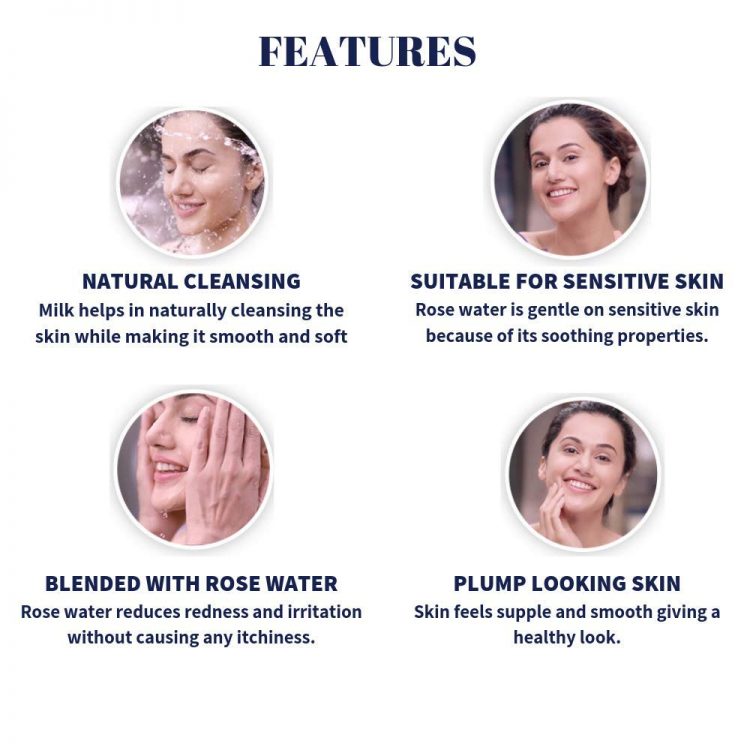 FEATURES
NATURAL CLEANSING
Milk helps in naturally cleansing the
skin while making it smooth and soft
SUITABLE FOR SENSITIVE SKIN
Rose water is gentle on sensitive skin
because of its soothing properties.
BLENDED WITH ROSE WATER
Rose water reduces redness and irritation
without causing any itchiness.
PLUMP LOOKING SKIN
Skin feels supple and smooth giving a
healthy look.